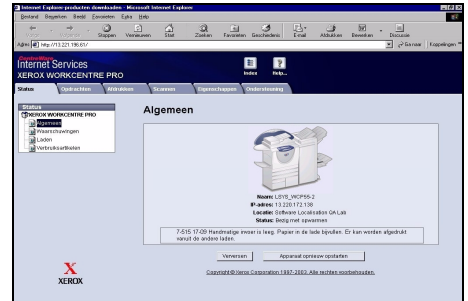 Internet Explorer producten downloaden - Microsoft Internet Explorer
Bestand Bewerken Beeld Favorieten Extra Help
Vorige Volgende Stoppen Vernieuwen Start Zoeken Favorieten Geschiedenis E-mail Afdrukken Bewerken Discussie
Adres http://13.221.196.61/ Ga naar Koppelingen
CentreWare
Internet Services
XEROX WORKCENTRE PRO
Index Help...
Status Opdrachten Afdrukken Scannen Eigenschappen Ondersteuning
Status
XEROX WORKCENTRE PRO
Algemeen
Waarschuwingen
Laden
Verbruiksartikelen
XEROX
Algemeen
Naam: LSYS_WCP55-2
IP-adres: 13.220.172.138
Locatie: Software Localisation QA Lab
Status: Bezig met opwarmen
7-515 17-09 Handmatige invoer is leeg. Papier in de lade bijvullen. Er kan worden afgedrukt
vanuit de andere laden.
Verversen Apparaat opnieuw opstarten
Copyright© Xerox Corporation 1997-2003. Alle rechten voorbehouden.